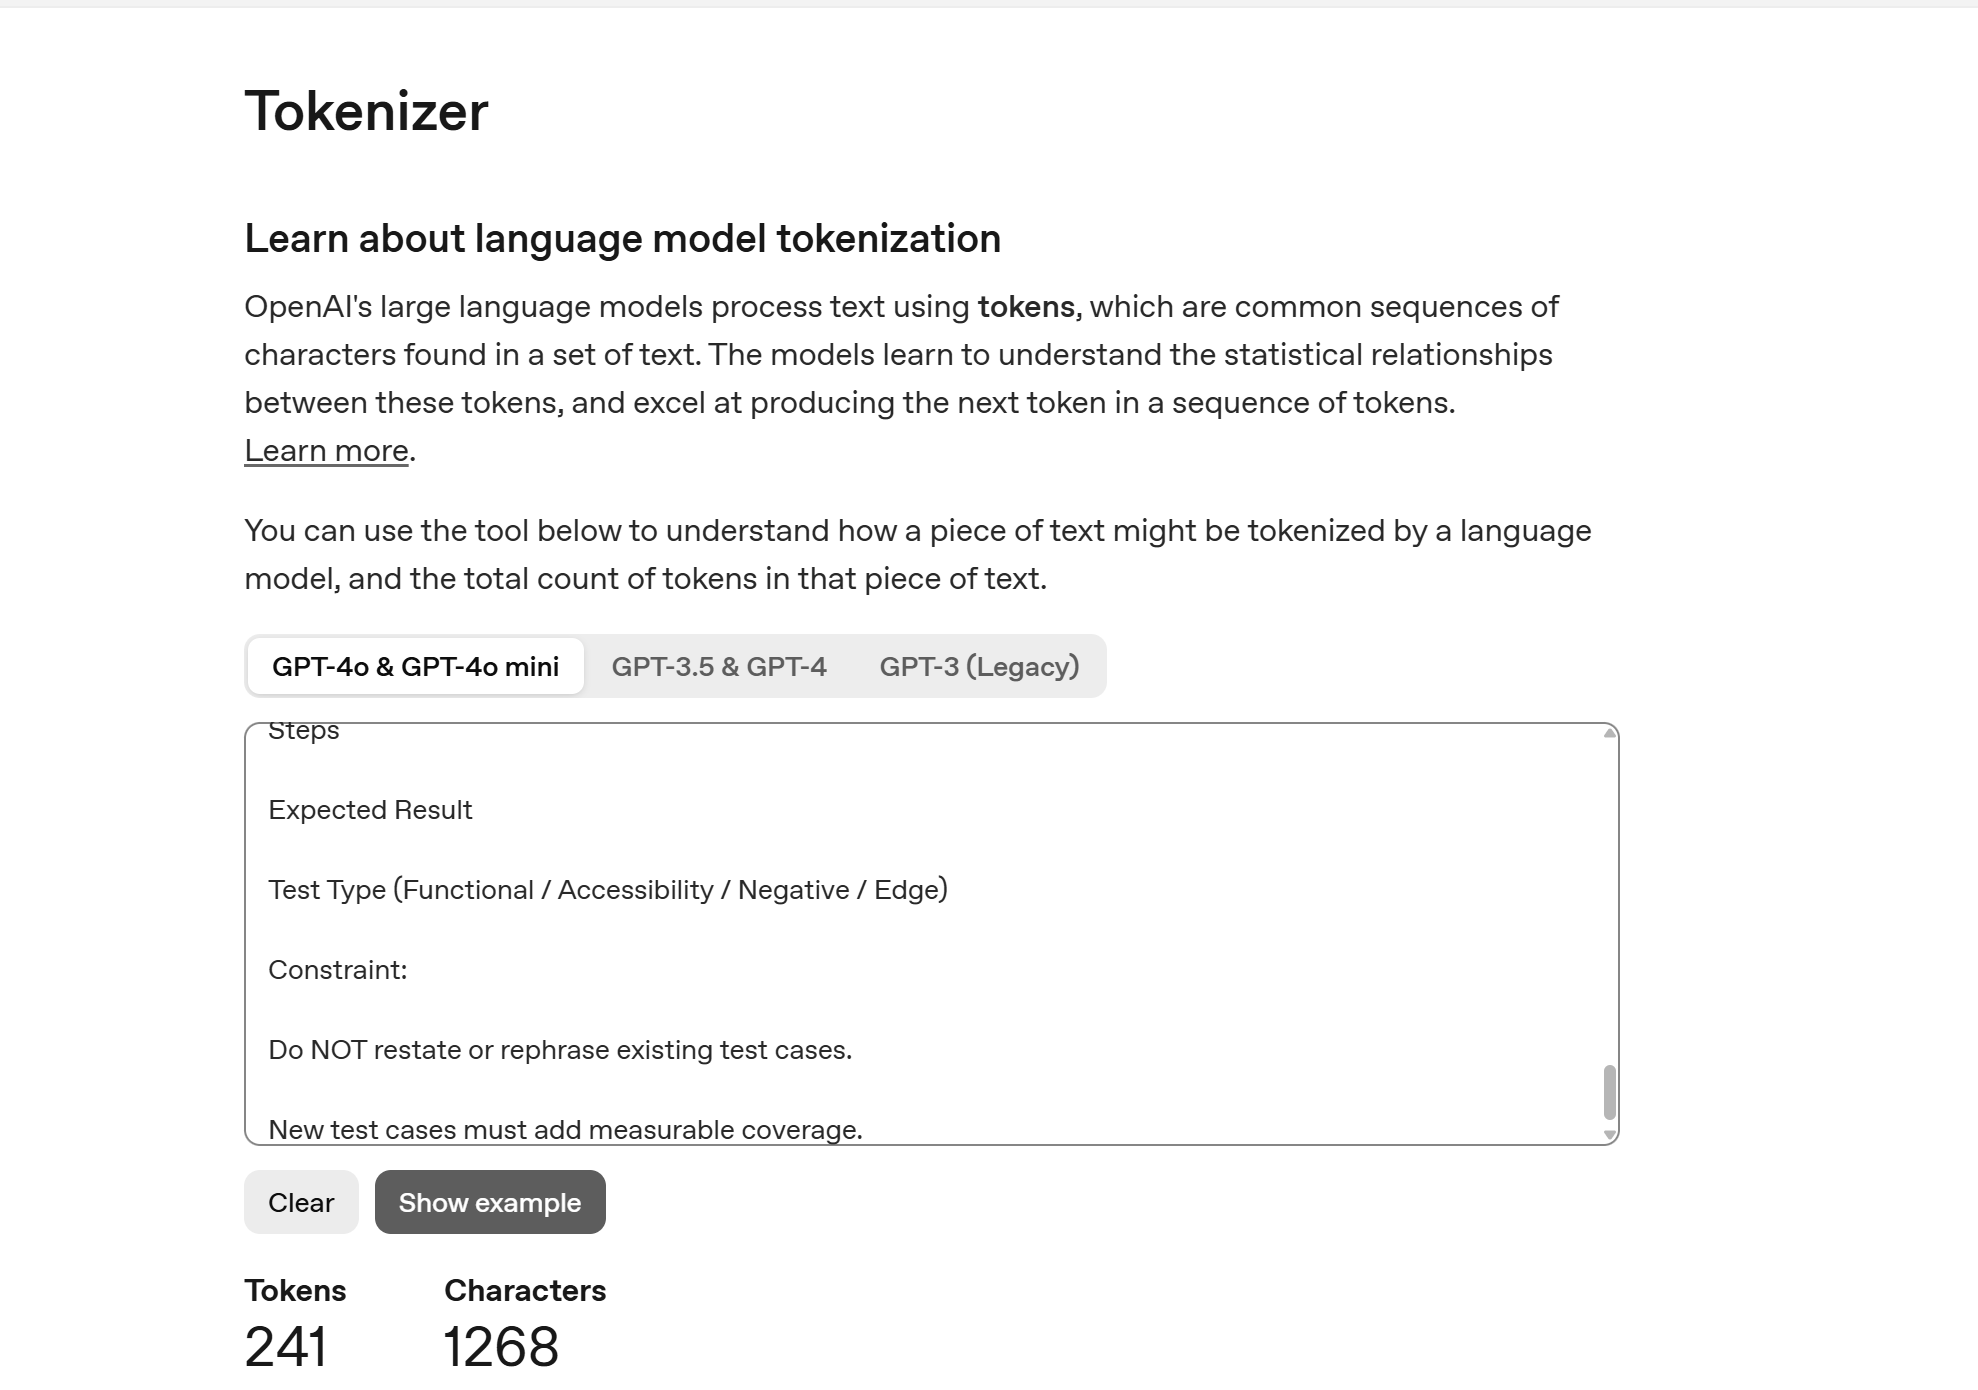 Tokenizer
Learn about language model tokenization
OpenAI's large language models process text using tokens, which are common sequences of
characters found in a set of text. The models learn to understand the statistical relationships
between these tokens, and excel at producing the next token in a sequence of tokens.
Learn more.
You can use the tool below to understand how a piece of text might be tokenized by a language
model, and the total count of tokens in that piece of text.
GPT-4o & GPT-4o mini GPT-3.5 & GPT-4 GPT-3 (Legacy)
Steps
Expected Result
Test Type (Functional / Accessibility / Negative / Edge)
Constraint:
Do NOT restate or rephrase existing test cases.
New test cases must add measurable coverage.
Clear Show example
Tokens Characters
241 1268